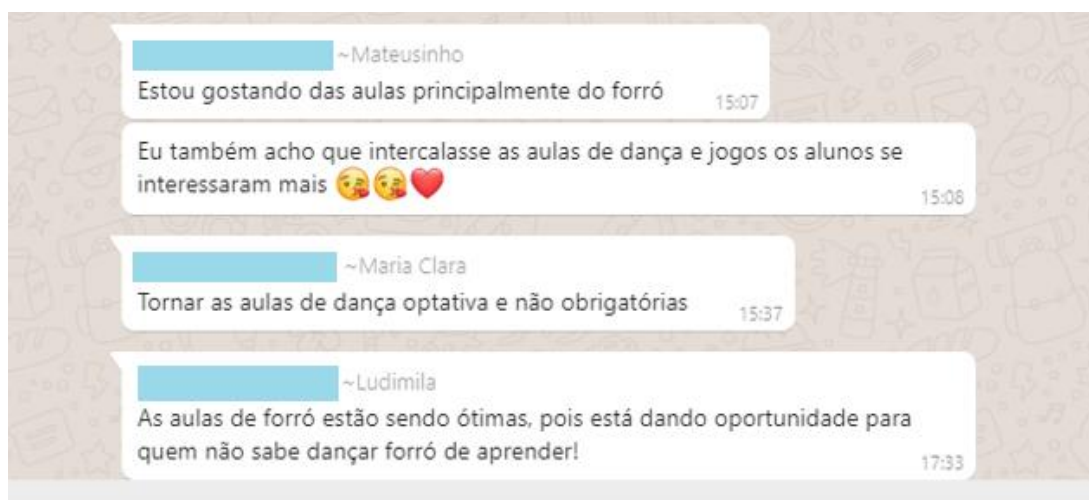 ~Mateusinho
Estou gostando das aulas principalmente do forró 15:07
Eu também acho que intercalasse as aulas de dança e jogos os alunos se
interessaram mais 😘😘❤️
15:08
~Maria Clara
Tornar as aulas de dança optativa e não obrigatórias 15:37
~Ludimila
As aulas de forró estão sendo ótimas, pois está dando oportunidade para
quem não sabe dançar forró de aprender!
17:33